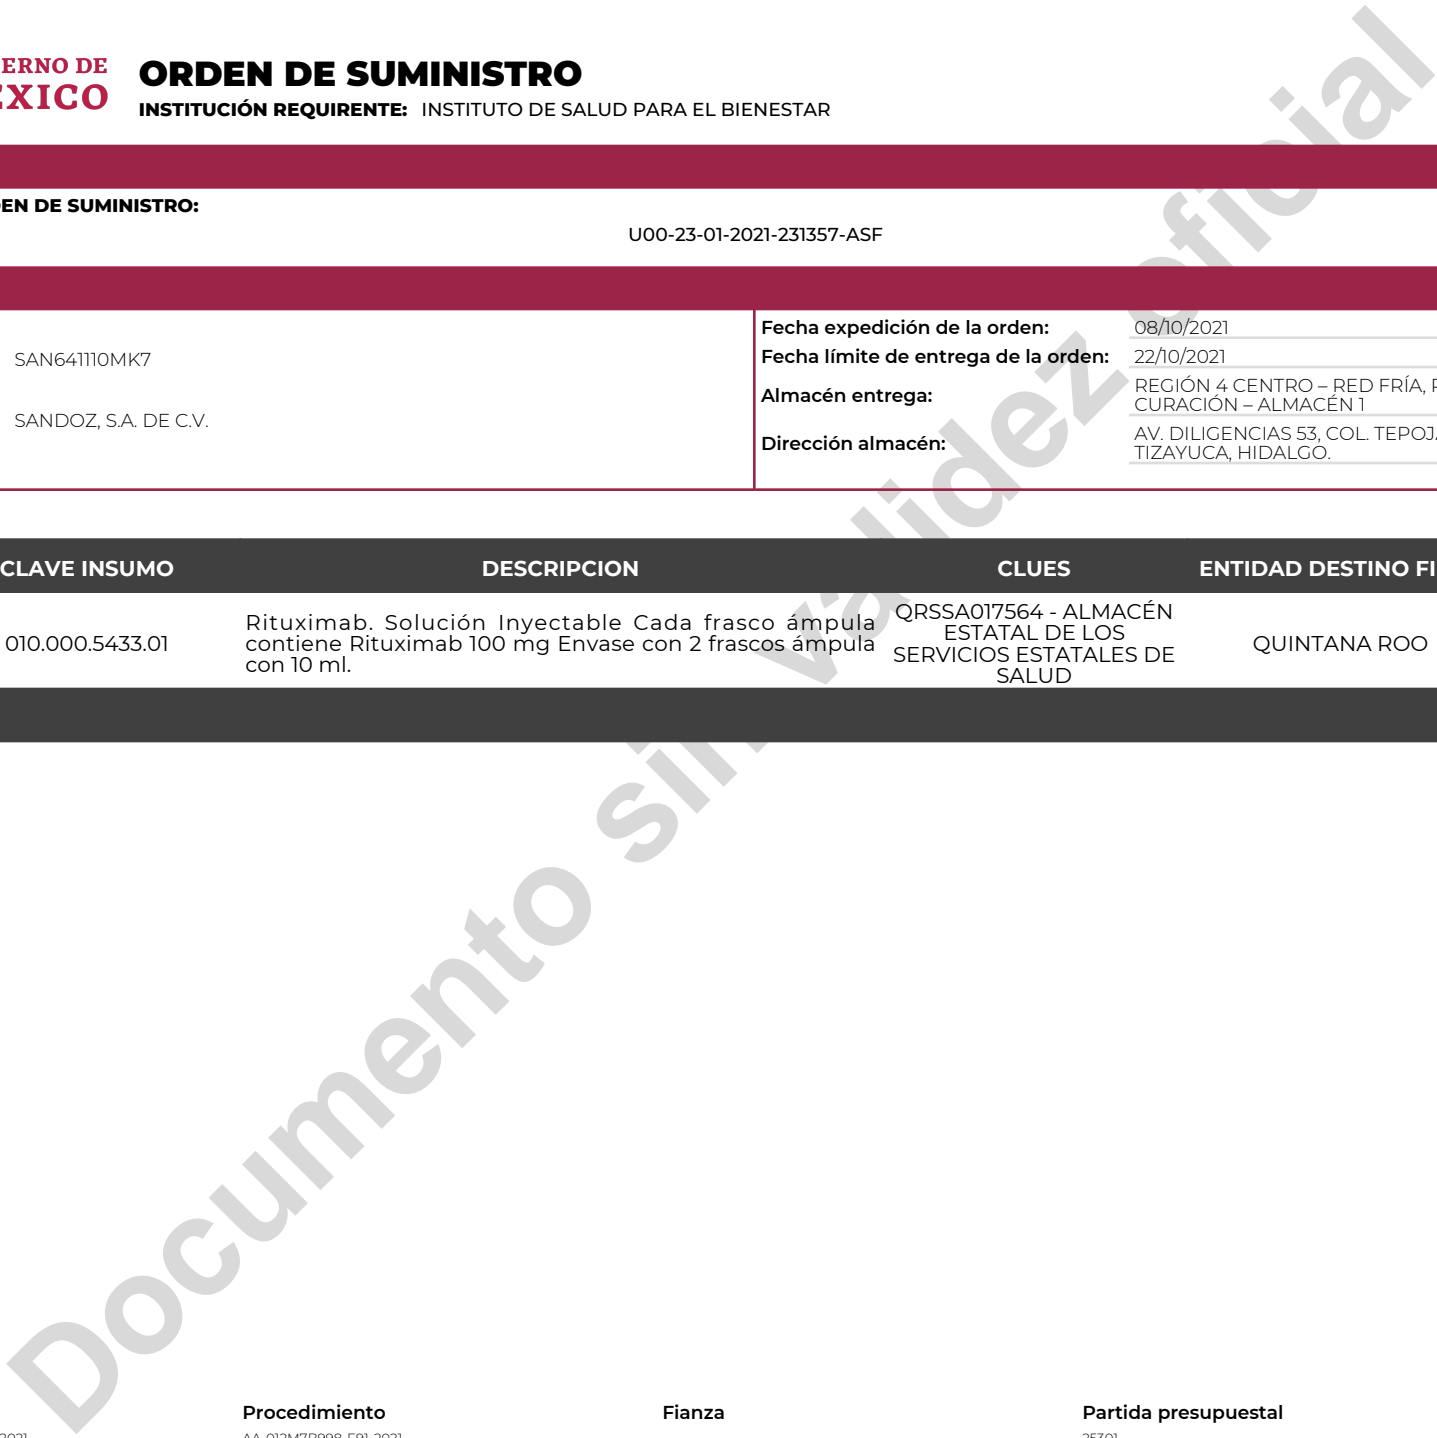 ERNO DE
ORDEN DE SUMINISTRO
INSTITUCIÓN REQUIRENTE: INSTITUTO DE SALUD PARA EL BIENESTAR
EN DE SUMINISTRO:
U00-23-01-2021-231357-ASF
SAN641110MK7
SANDOZ, S.A. DE C.V.
Fecha expedición de la orden: 08/10/2021
Fecha límite de entrega de la orden: 22/10/2021
Almacén entrega:
REGIÓN 4 CENTRO – RED FRÍA,
CURACIÓN – ALMACÉN 1
Dirección almacén:
AV. DILIGENCIAS 53, COL. TEPOJ
TIZAYUCA, HIDALGO.
CLAVE INSUMO DESCRIPCION CLUES ENTIDAD DESTINO FI
010.000.5433.01
Rituximab. Solución Inyectable Cada frasco ámpula
contiene Rituximab 100 mg Envase con 2 frascos ámpula
con 10 ml.
QRSSA017564 - ALMACÉN
ESTATAL DE LOS
SERVICIOS ESTATALES DE
SALUD
QUINTANA ROO
Documento sin validez oficial
Procedimiento Fianza Partida presupuestal